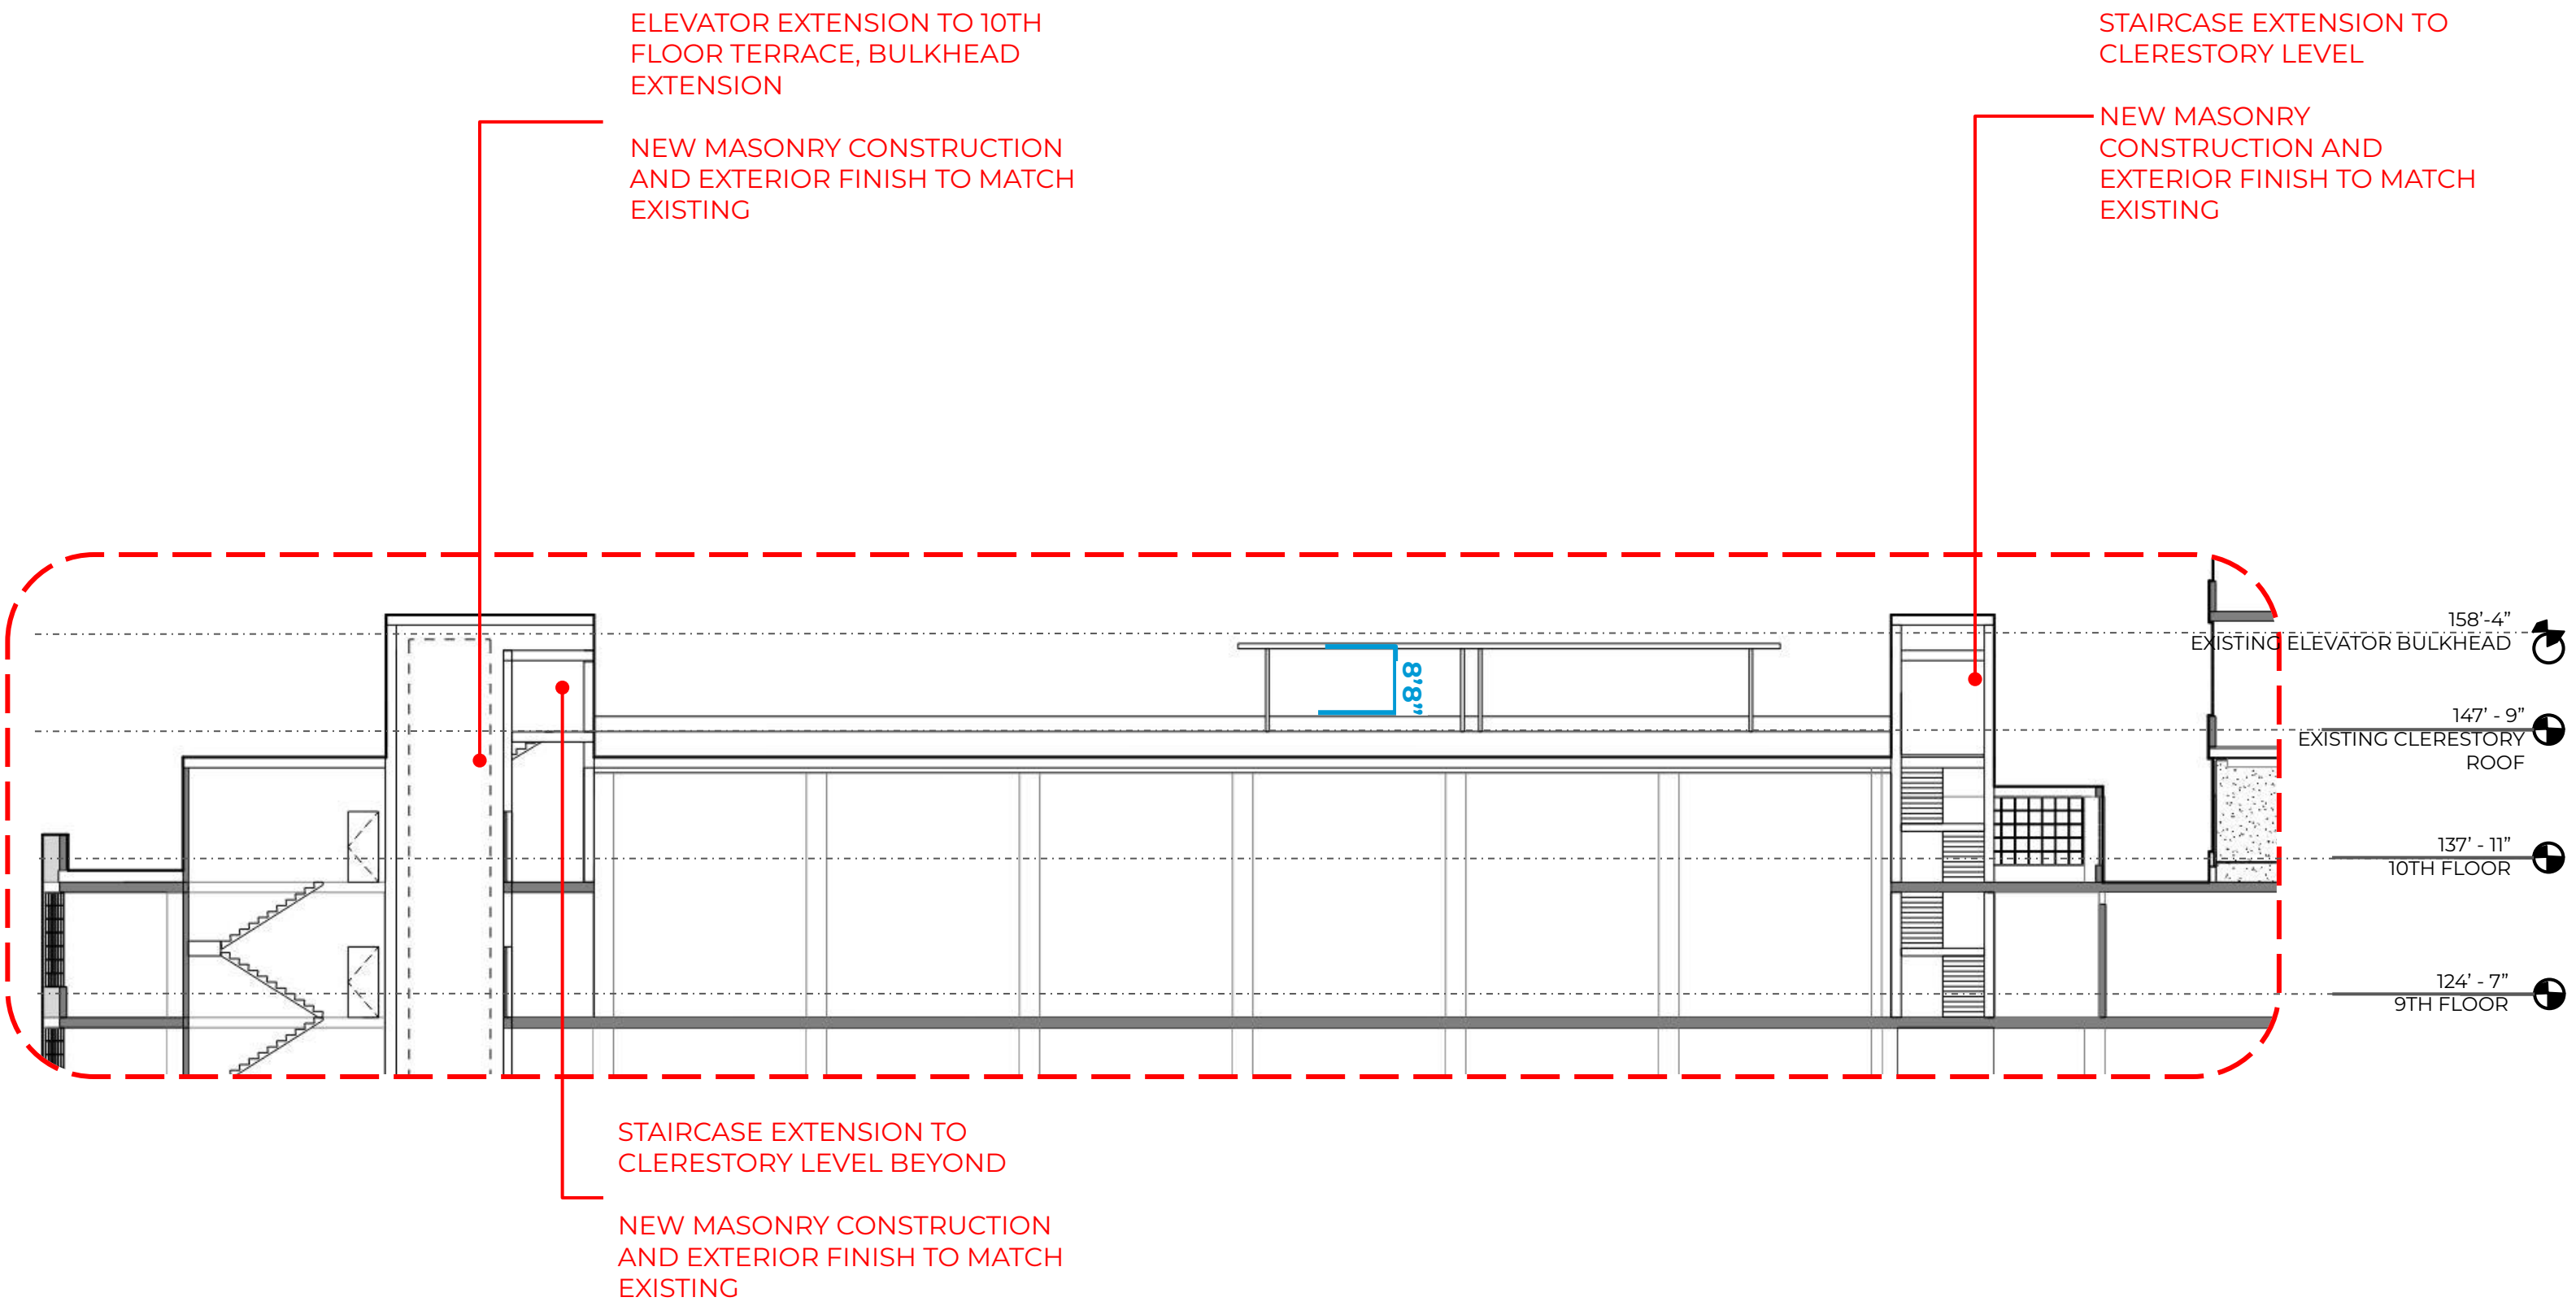 ELEVATOR EXTENSION TO 10TH
FLOOR TERRACE, BULKHEAD
EXTENSION
NEW MASONRY CONSTRUCTION
AND EXTERIOR FINISH TO MATCH
EXISTING
STAIRCASE EXTENSION TO
CLERESTORY LEVEL
NEW MASONRY
CONSTRUCTION AND
EXTERIOR FINISH TO MATCH
EXISTING
158’-4”
EXISTING ELEVATOR BULKHEAD
8’8”
147’ - 9”
EXISTING CLERESTORY
ROOF
137’ - 11”
10TH FLOOR
124’ - 7”
9TH FLOOR
STAIRCASE EXTENSION TO
CLERESTORY LEVEL BEYOND
NEW MASONRY CONSTRUCTION
AND EXTERIOR FINISH TO MATCH
EXISTING